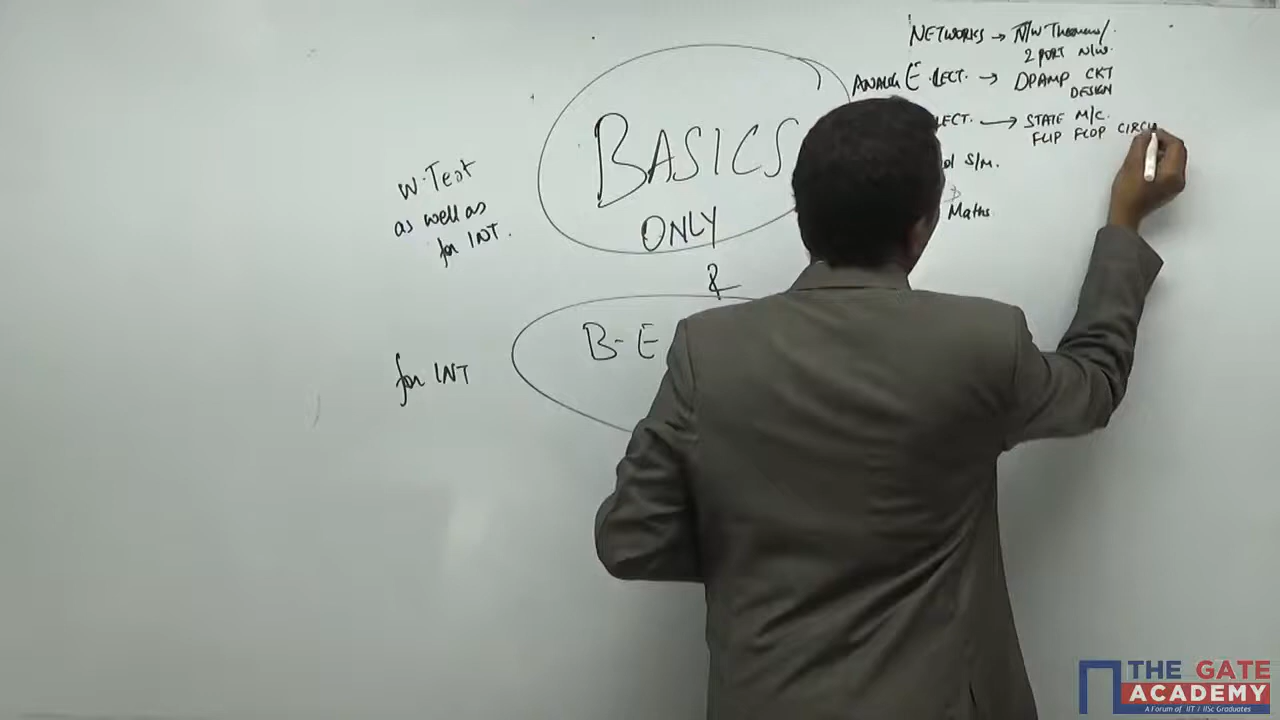 NETWORKS → N/W Theorem/
2 PORT N/W.
ANALOG ELECT. → OPAMP CKT
DESIGN
LECT. → STATE M/C.
FLIP FLOP CIRCU
S/M.
Maths
BASICS
ONLY
&
W. Test
as well as
for INT.
B-E
for INT
THE GATE
ACADEMY
A Forum of IIT / IISc Graduates